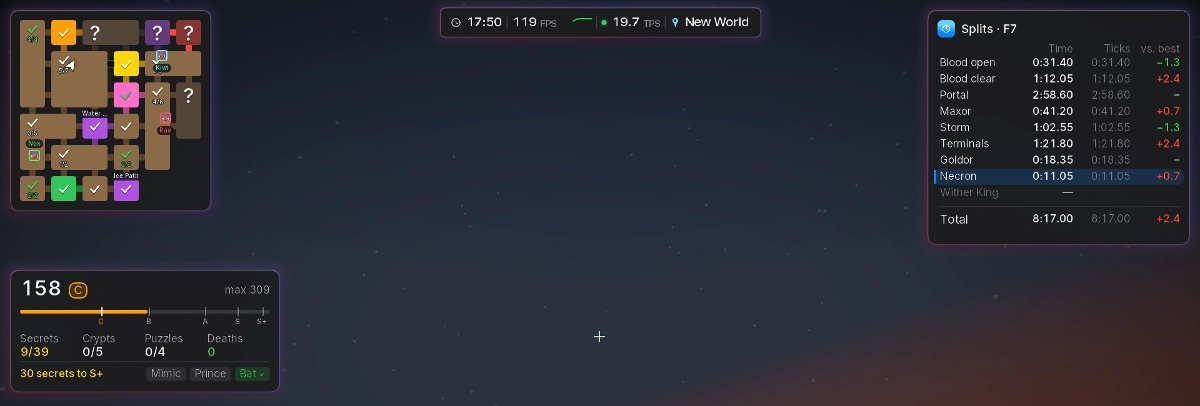 17:50 119 FPS 19.7 TPS New World
? ? ?
4/4
Kiwi
4/6 ?
Water ...
Nox
Ice Path
158 C max 309
C B A S S+
Secrets Crypts Puzzles Deaths
9/39 0/5 0/4 0
30 secrets to S+ Mimic Prince Bat
Splits · F7
Time Ticks vs. best
Blood open 0:31.40 0:31.40 −1.3
Blood clear 1:12.05 1:12.05 +2.4
Portal 2:58.60 2:58.60 –
Maxor 0:41.20 0:41.20 +0.7
Storm 1:02.55 1:02.55 −1.3
Terminals 1:21.80 1:21.80 +2.4
Goldor 0:18.35 0:18.35 –
Necron 0:11.05 0:11.05 +0.7
Wither King —
Total 8:17.00 8:17.00 +2.4